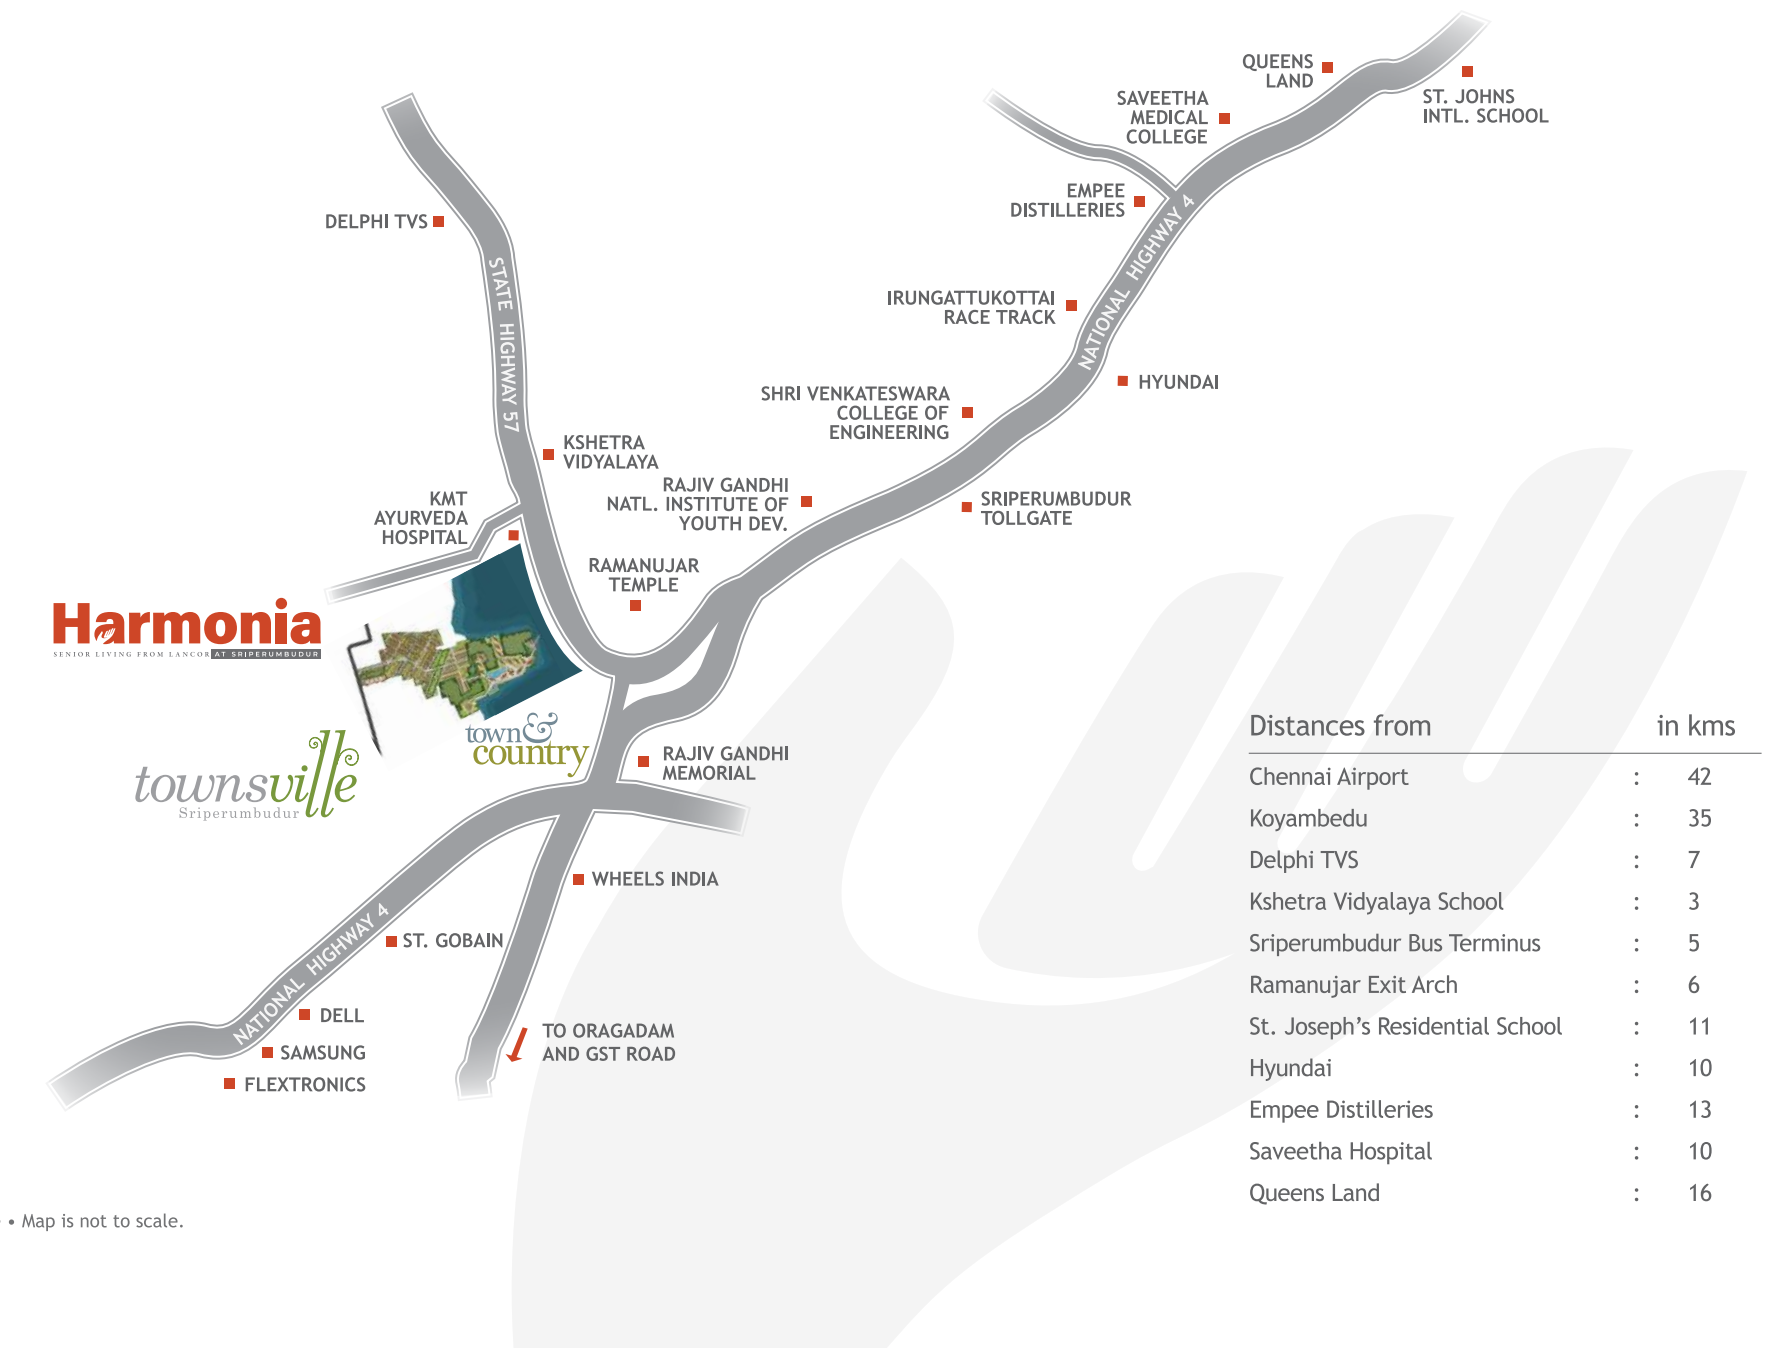 QUEENS
LAND
ST. JOHNS
INTL. SCHOOL
SAVEETHA
MEDICAL
COLLEGE
EMPEE
DISTILLERIES
NATIONAL HIGHWAY 4
DELPHI TVS
STATE HIGHWAY 57
IRUNGATTUKOTTAI
RACE TRACK
HYUNDAI
SHRI VENKATESWARA
COLLEGE OF
ENGINEERING
KSHETRA
VIDYALAYA
RAJIV GANDHI
NATL. INSTITUTE OF
YOUTH DEV.
SRIPERUMBUDUR
TOLLGATE
KMT
AYURVEDA
HOSPITAL
RAMANUJAR
TEMPLE
Harmonia
SENIOR LIVING FROM LANCOR AT SRIPERUMBUDUR
town&
country
townsville
Sriperumbudur
RAJIV GANDHI
MEMORIAL
WHEELS INDIA
NATIONAL HIGHWAY 4
ST. GOBAIN
DELL
SAMSUNG
FLEXTRONICS
TO ORAGADAM
AND GST ROAD
Distances from in kms
Chennai Airport : 42
Koyambedu : 35
Delphi TVS : 7
Kshetra Vidyalaya School : 3
Sriperumbudur Bus Terminus : 5
Ramanujar Exit Arch : 6
St. Joseph’s Residential School : 11
Hyundai : 10
Empee Distilleries : 13
Saveetha Hospital : 10
Queens Land : 16
• Map is not to scale.